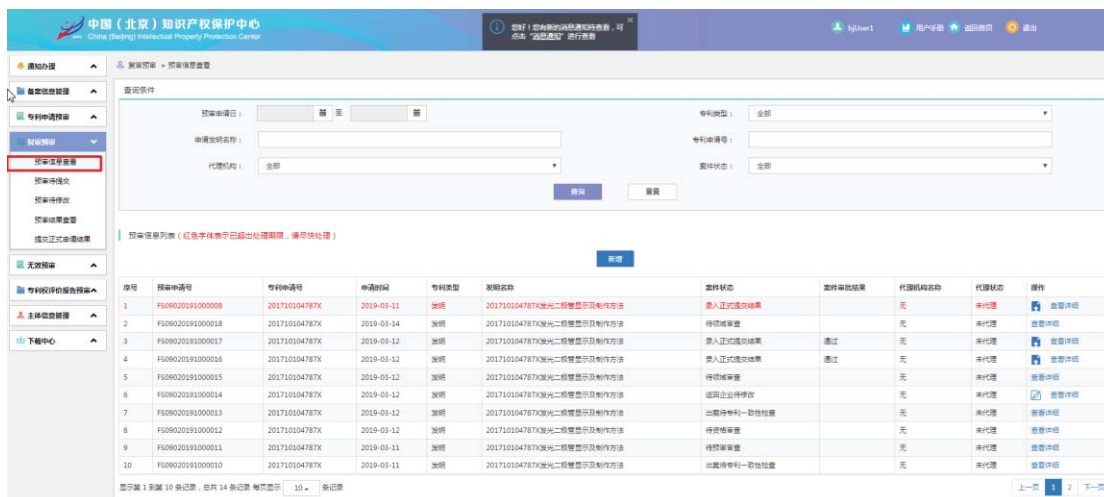 中国（北京）知识产权保护中心
China (Beijing) Intellectual Property Protection Center
您好！您有新的消息通知待查看，可点击 "消息通知" 进行查看
bjUser1 用户手册 返回首页 退出
通知办理
备案信息管理
专利申请预审
复审预审
预审信息查看
预审待提交
预审待修改
预审结果查看
提交正式申请结果
无效预审
专利权评价报告预审
主体信息管理
下载中心
复审预审 > 预审信息查看
查询条件
预审申请日： 至 专利类型： 全部
申请发明名称： 专利申请号：
代理机构： 全部 案件状态： 全部
查询 重置
预审信息列表 ( 红色字体表示已超出处理期限，请尽快处理 )
新增
序号 预审申请号 专利申请号 申请时间 专利类型 发明名称 案件状态 案件审批结果 代理机构名称 代理状态 操作
1 FS09020191000008 201710104787X 2019-03-11 发明 201710104787X发光二极管显示及制作方法 录入正式提交结果 无 未代理 查看详细
2 FS09020191000018 201710104787X 2019-03-14 发明 201710104787X发光二极管显示及制作方法 待领域审查 无 未代理 查看详细
3 FS09020191000017 201710104787X 2019-03-12 发明 201710104787X发光二极管显示及制作方法 录入正式提交结果 通过 无 未代理 查看详细
4 FS09020191000016 201710104787X 2019-03-12 发明 201710104787X发光二极管显示及制作方法 录入正式提交结果 通过 无 未代理 查看详细
5 FS09020191000015 201710104787X 2019-03-12 发明 201710104787X发光二极管显示及制作方法 待领域审查 无 未代理 查看详细
6 FS09020191000014 201710104787X 2019-03-12 发明 201710104787X发光二极管显示及制作方法 返回企业待修改 无 未代理 查看详细
7 FS09020191000013 201710104787X 2019-03-12 发明 201710104787X发光二极管显示及制作方法 出案待专利一致性检查 无 未代理 查看详细
8 FS09020191000012 201710104787X 2019-03-12 发明 201710104787X发光二极管显示及制作方法 待资格审查 无 未代理 查看详细
9 FS09020191000011 201710104787X 2019-03-12 发明 201710104787X发光二极管显示及制作方法 待预审审查 无 未代理 查看详细
10 FS09020191000010 201710104787X 2019-03-12 发明 201710104787X发光二极管显示及制作方法 出案待专利一致性检查 无 未代理 查看详细
显示第 1 到第 10 条记录，总共 14 条记录 每页显示 10 条记录 上一页 1 2 下一页